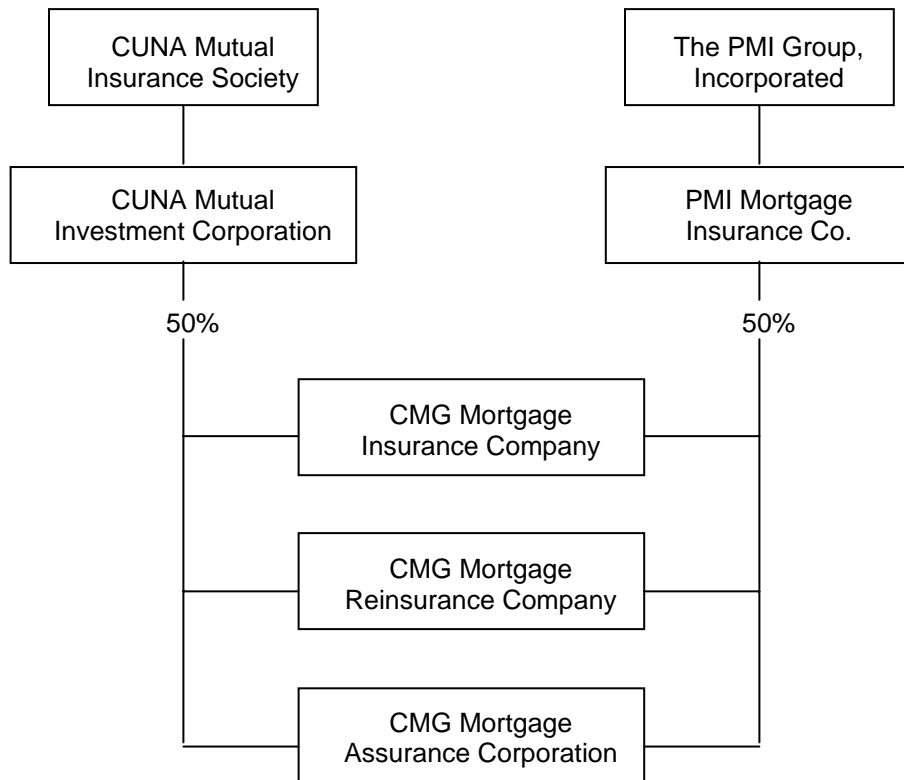 CUNA Mutual
Insurance Society
The PMI Group,
Incorporated
CUNA Mutual
Investment Corporation
PMI Mortgage
Insurance Co.
50%
50%
CMG Mortgage
Insurance Company
CMG Mortgage
Reinsurance Company
CMG Mortgage
Assurance Corporation